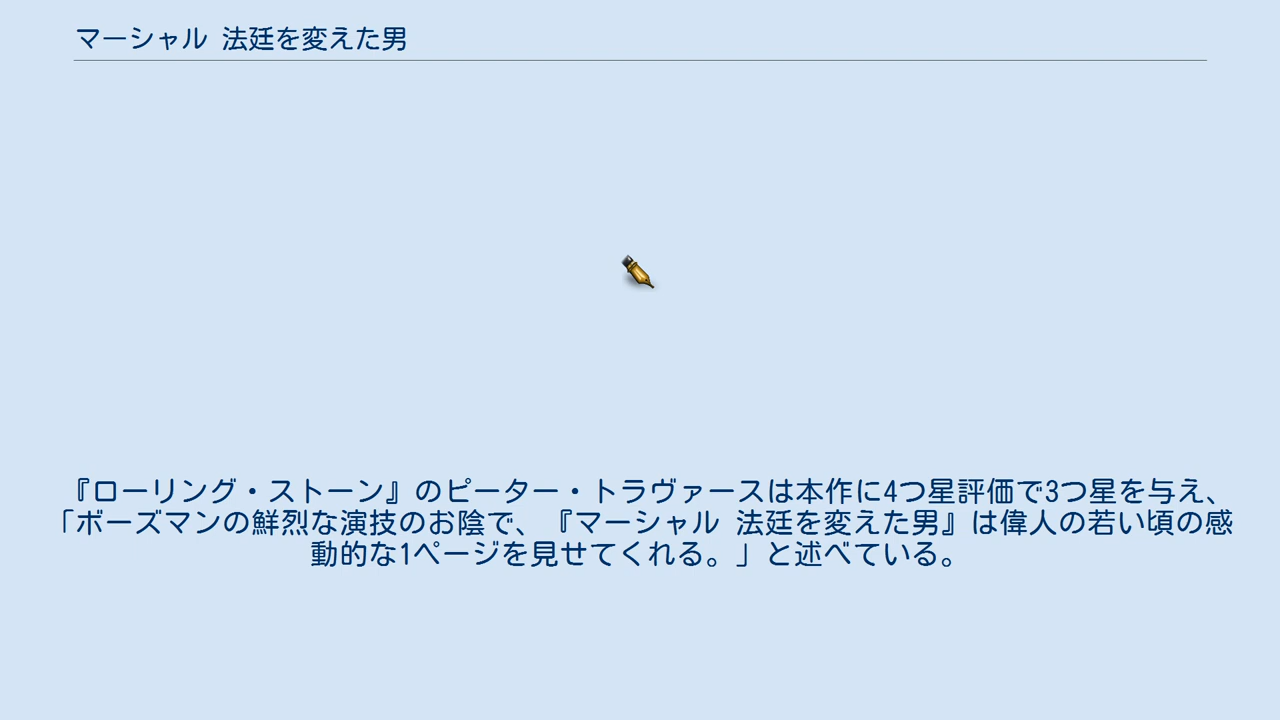 マーシャル 法廷を変えた男
『ローリング・ストーン』のピーター・トラヴァースは本作に4つ星評価で3つ星を与え、
「ボーズマンの鮮烈な演技のお陰で、『マーシャル 法廷を変えた男』は偉人の若い頃の感
動的な1ページを見せてくれる。」と述べている。